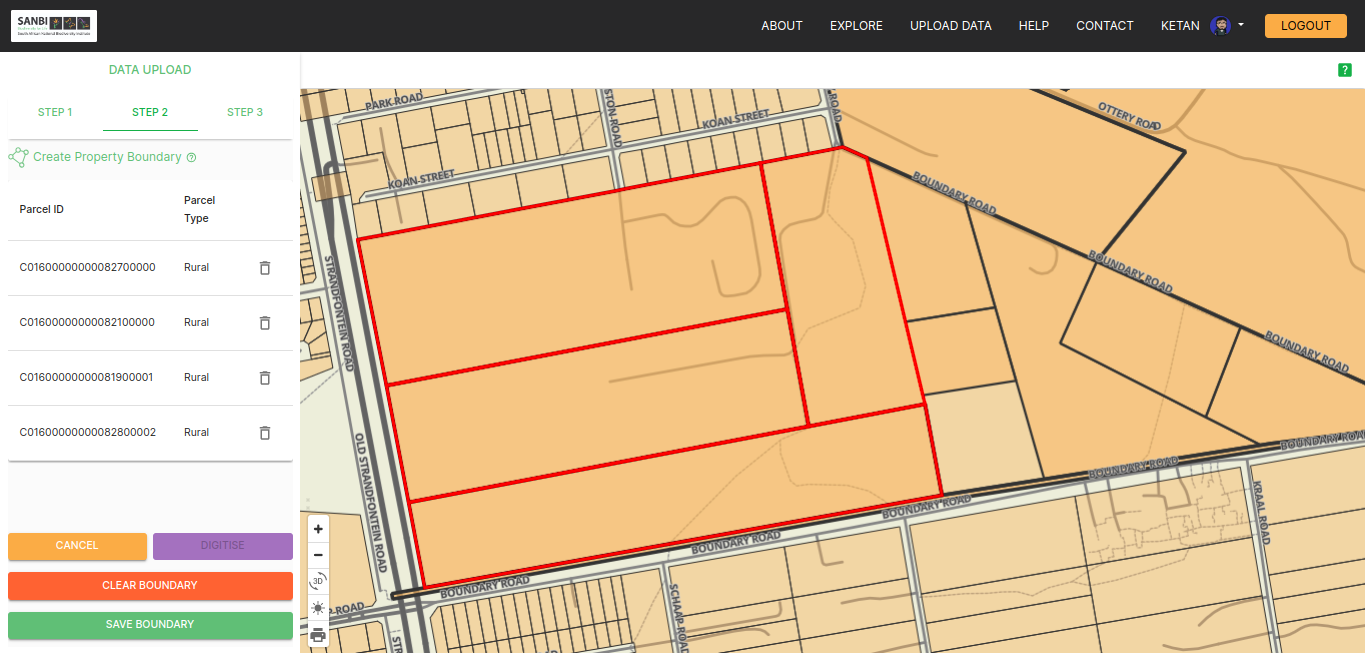 SANBI
South African National Biodiversity Institute
ABOUT
EXPLORE
UPLOAD DATA
HELP
CONTACT
KETAN
LOGOUT
DATA UPLOAD
?
STEP 1
STEP 2
STEP 3
Create Property Boundary ?
Parcel ID
Parcel
Type
C01600000000082700000
Rural
C01600000000082100000
Rural
C01600000000081900001
Rural
C01600000000082800002
Rural
CANCEL
DIGITISE
CLEAR BOUNDARY
SAVE BOUNDARY
PARK ROAD
STON ROAD
KOAN STREET
ROAD
OTTERY ROAD
KOAN STREET
BOUNDARY ROAD
BOUNDARY ROAD
STRANDFONTEIN ROAD
BOUNDARY ROAD
OLD STRANDFONTEIN ROAD
BOUNDARY ROAD
BOUNDARY ROAD
BOUNDARY ROAD
KRAAL ROAD
BOUNDARY ROAD
BOUNDARY ROAD
SCHAAP ROAD
P ROAD
STR
+
−
3D